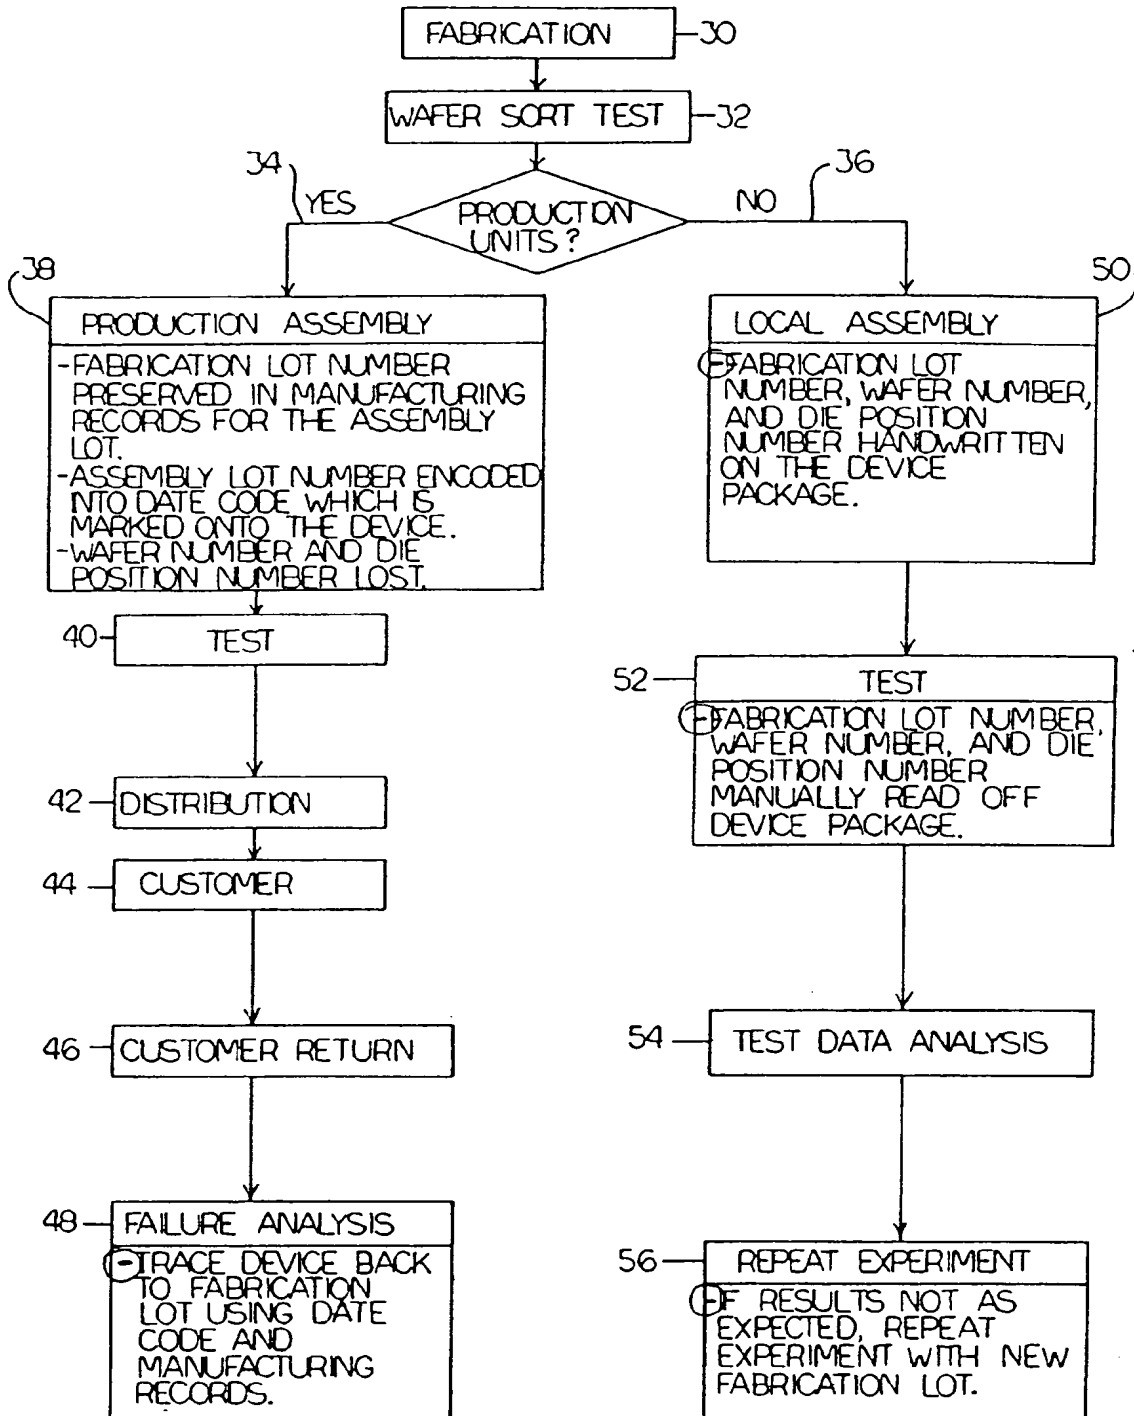 FABRICATION
30
WAFER SORT TEST
32
34
YES
PRODUCTION
UNITS?
NO
36
38
PRODUCTION ASSEMBLY
-FABRICATION LOT NUMBER
PRESERVED IN MANUFACTURING
RECORDS FOR THE ASSEMBLY
LOT.
-ASSEMBLY LOT NUMBER ENCODED
INTO DATE CODE WHICH IS
MARKED ONTO THE DEVICE.
-WAFER NUMBER AND DIE
POSITION NUMBER LOST.
40
TEST
42
DISTRIBUTION
44
CUSTOMER
46
CUSTOMER RETURN
48
FAILURE ANALYSIS
-TRACE DEVICE BACK
TO FABRICATION
LOT USING DATE
CODE AND
MANUFACTURING
RECORDS.
50
LOCAL ASSEMBLY
-FABRICATION LOT
NUMBER, WAFER NUMBER,
AND DIE POSITION
NUMBER HANDWRITTEN
ON THE DEVICE
PACKAGE.
52
TEST
-FABRICATION LOT NUMBER,
WAFER NUMBER, AND DIE
POSITION NUMBER
MANUALLY READ OFF
DEVICE PACKAGE.
54
TEST DATA ANALYSIS
56
REPEAT EXPERIMENT
-IF RESULTS NOT AS
EXPECTED, REPEAT
EXPERIMENT WITH NEW
FABRICATION LOT.